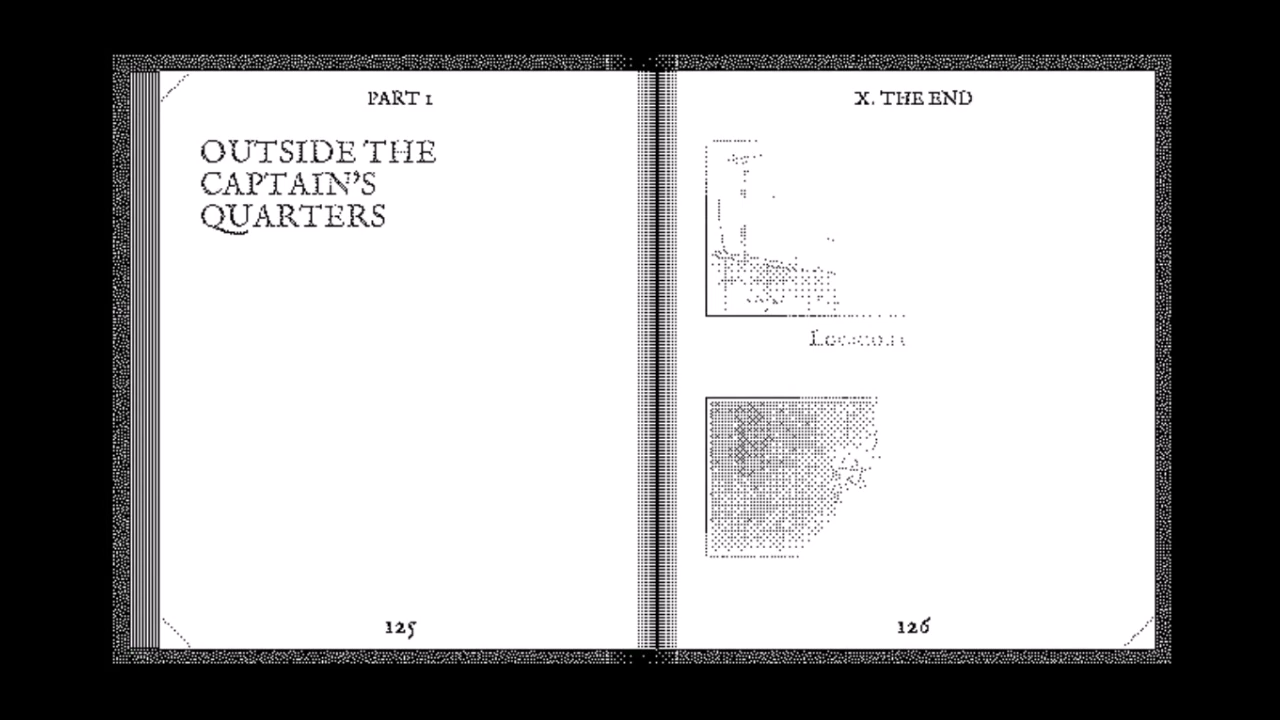 PART 1
OUTSIDE THE
CAPTAIN'S
QUARTERS
125
X. THE END
126